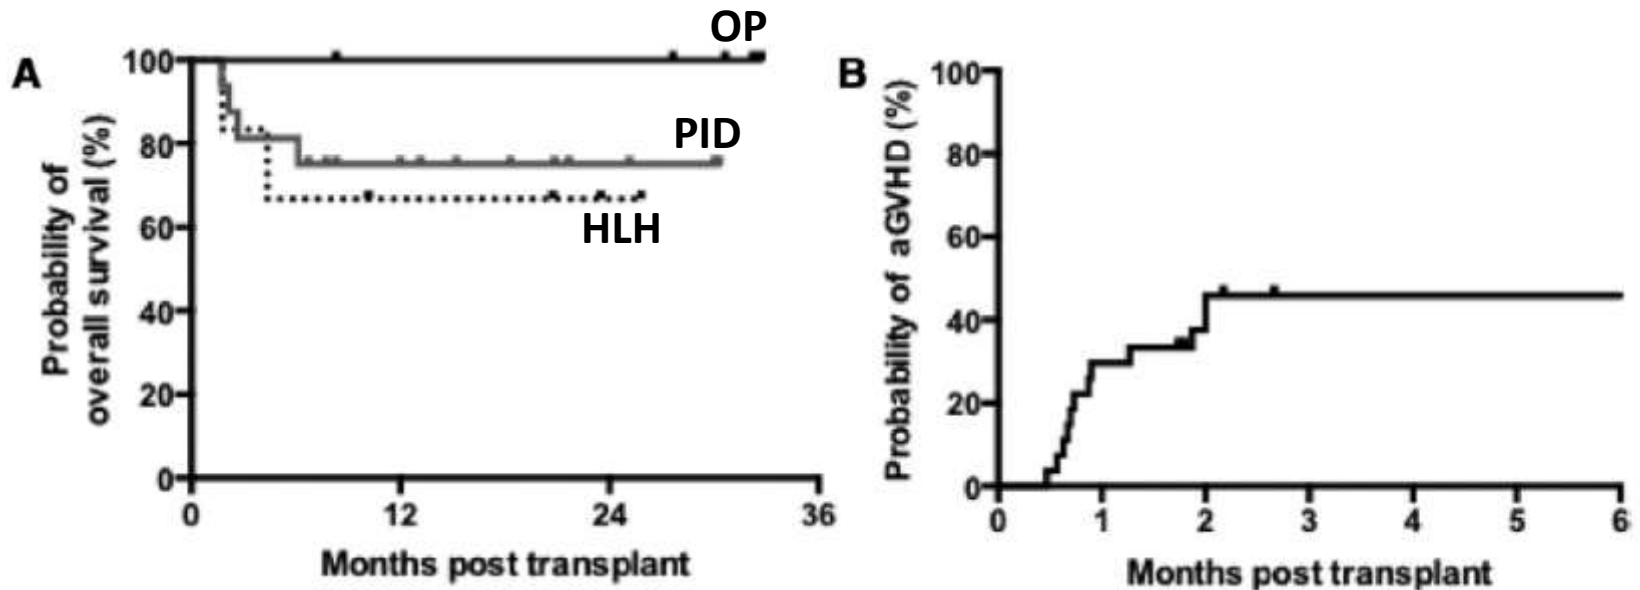 A
OP
PID
HLH
100
80
60
40
20
0
0 12 24 36
Probability of
overall survival (%)
Months post transplant
B
100
80
60
40
20
0
0 1 2 3 4 5 6
Probability of aGVHD (%)
Months post transplant